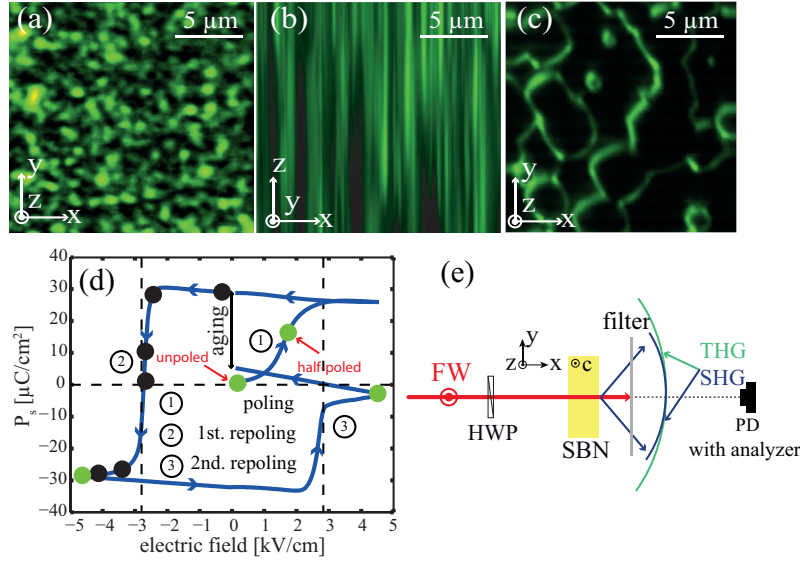 (a)
5 μm
(b)
5 μm
(c)
5 μm
y
z
x
z
y
x
y
z
x
(d)
40
30
20
10
0
−10
−20
−30
−40
Ps [μC/cm²]
−5
−4
−3
−2
−1
0
1
2
3
4
5
electric field [kV/cm]
aging
1
half-poled
unpoled
2
poling
1
2
1st. repoling
3
2nd. repoling
3
(e)
y
z
x
FW
HWP
c
SBN
filter
THG
SHG
PD
with analyzer